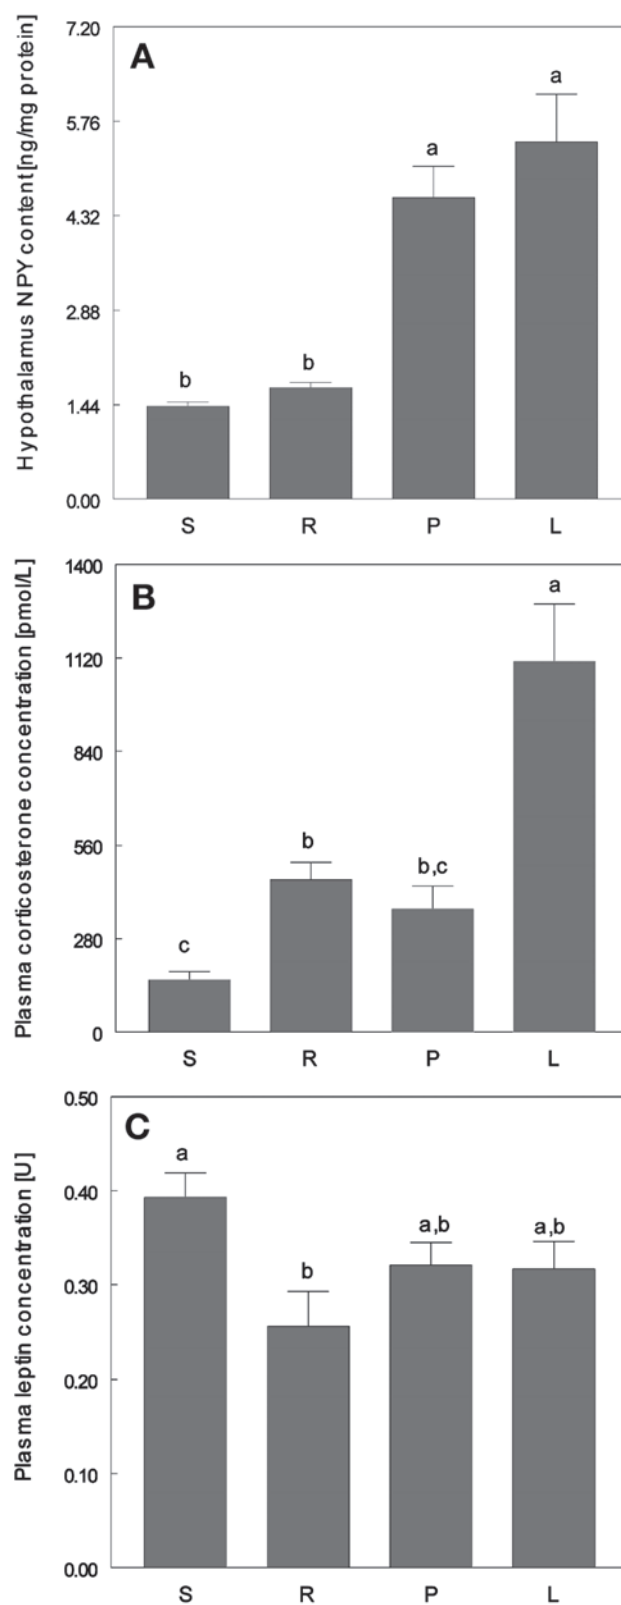 A
Hypothalamus NPY content [ng/mg protein]
7.20
5.76
4.32
2.88
1.44
0.00
b
b
a
a
S R P L
B
Plasma corticosterone concentration [pmol/L]
1400
1120
840
560
280
0
c
b
b,c
a
S R P L
C
Plasma leptin concentration [U]
0.50
0.40
0.30
0.20
0.10
0.00
a
b
a,b
a,b
S R P L